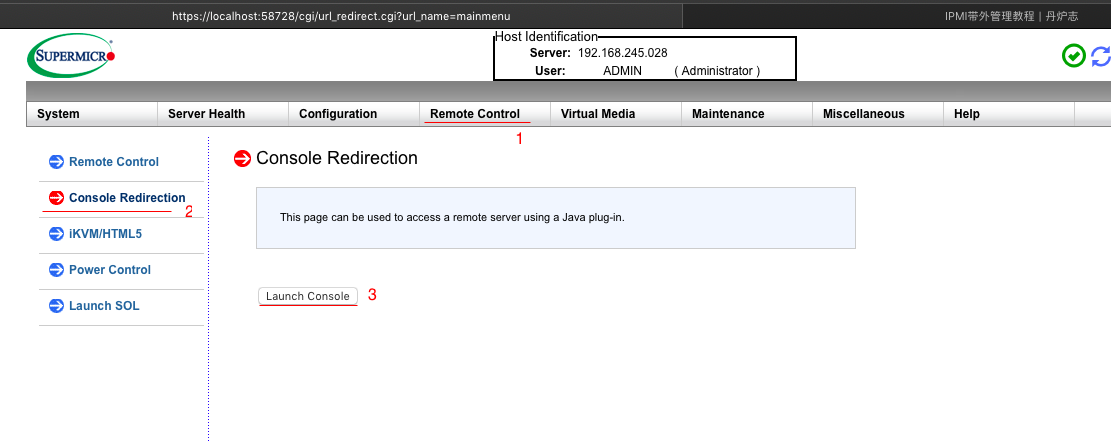 https://localhost:58728/cgi/url_redirect.cgi?url_name=mainmenu
IPMI带外管理教程 | 丹炉志
SUPERMICRO
Host Identification
Server: 192.168.245.028
User: ADMIN ( Administrator )
System Server Health Configuration Remote Control Virtual Media Maintenance Miscellaneous Help
1
Remote Control
Console Redirection
2
iKVM/HTML5
Power Control
Launch SOL
Console Redirection
This page can be used to access a remote server using a Java plug-in.
Launch Console 3